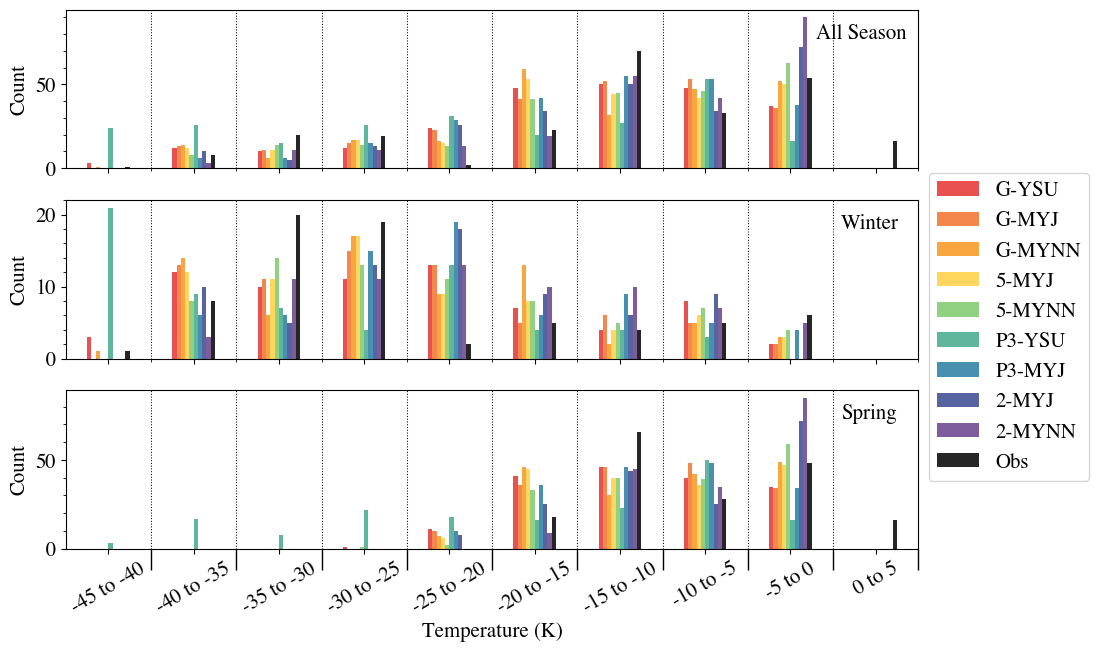 All Season
Count
50
0
Winter
Count
20
10
0
Spring
Count
50
0
-45 to -40
-40 to -35
-35 to -30
-30 to -25
-25 to -20
-20 to -15
-15 to -10
-10 to -5
-5 to 0
0 to 5
Temperature (K)
G-YSU
G-MYJ
G-MYNN
5-MYJ
5-MYNN
P3-YSU
P3-MYJ
2-MYJ
2-MYNN
Obs